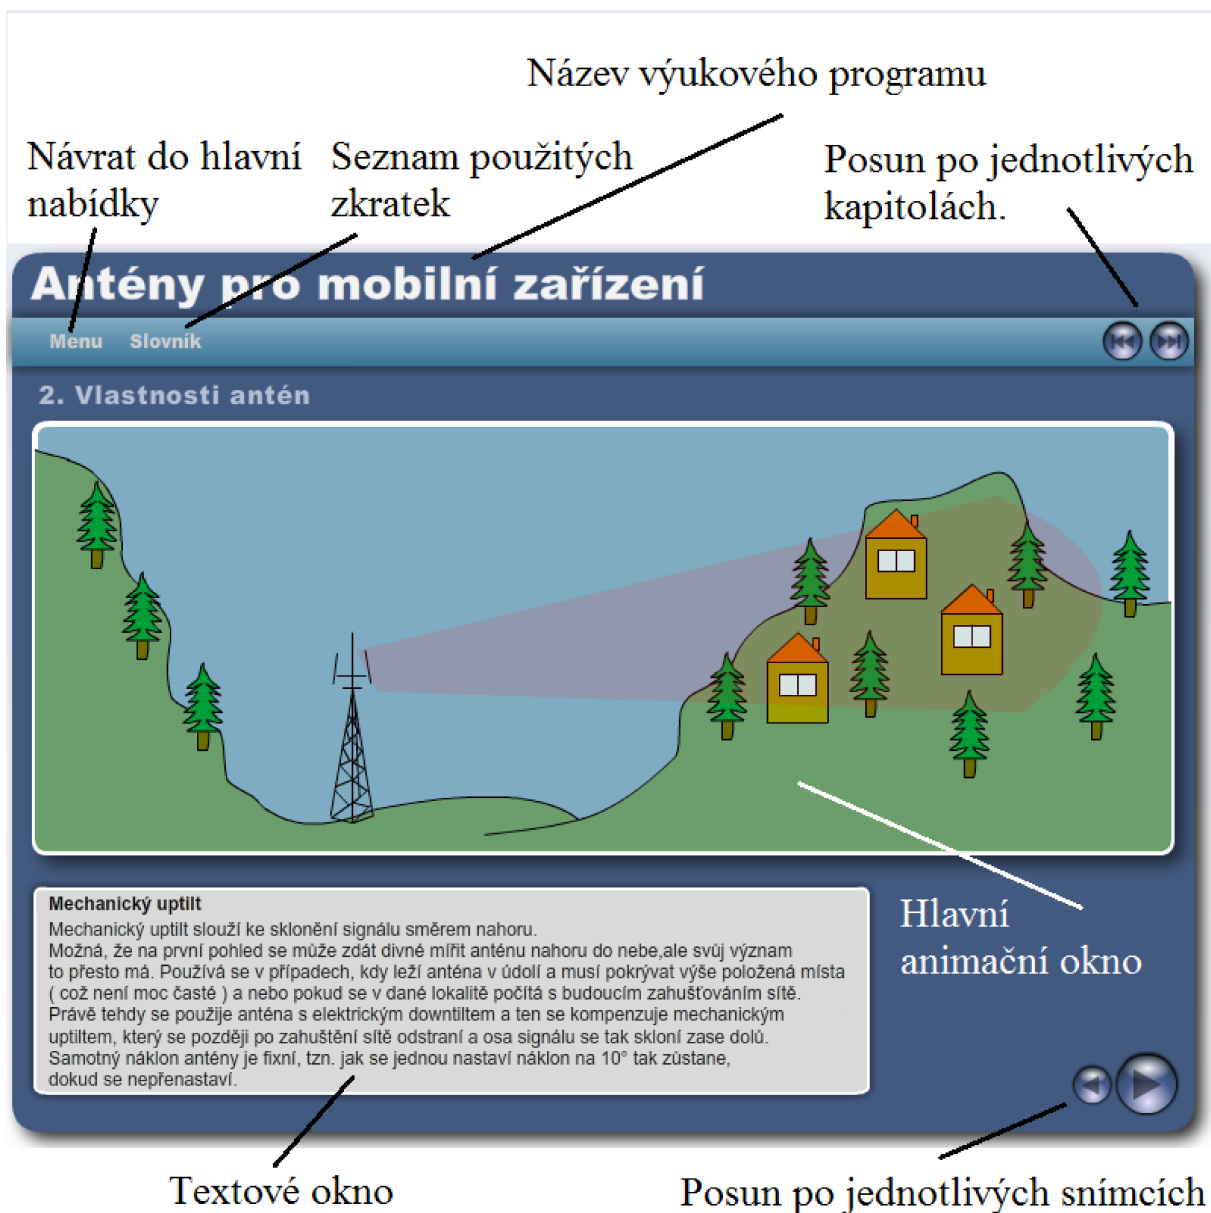 Název výukového programu
Návrat do hlavní
nabídky
Seznam použitých
zkratek
Posun po jednotlivých
kapitolách.
Antény pro mobilní zařízení
Menu
Slovník
2. Vlastnosti antén
Mechanický uptilt
Mechanický uptilt slouží ke sklonění signálu směrem nahoru.
Možná, že na první pohled se může zdát divné mířit anténu nahoru do nebe,ale svůj význam
to přesto má. Používá se v případech, kdy leží anténa v údolí a musí pokrývat výše položená místa
( což není moc časté ) a nebo pokud se v dané lokalitě počítá s budoucím zahušťováním sítě.
Právě tehdy se použije anténa s elektrickým downtiltem a ten se kompenzuje mechanickým
uptiltem, který se později po zahuštění sítě odstraní a osa signálu se tak skloní zase dolů.
Samotný náklon antény je fixní, tzn. jak se jednou nastaví náklon na 10° tak zůstane,
dokud se nepřenastaví.
Hlavní
animační okno
Textové okno
Posun po jednotlivých snímcích